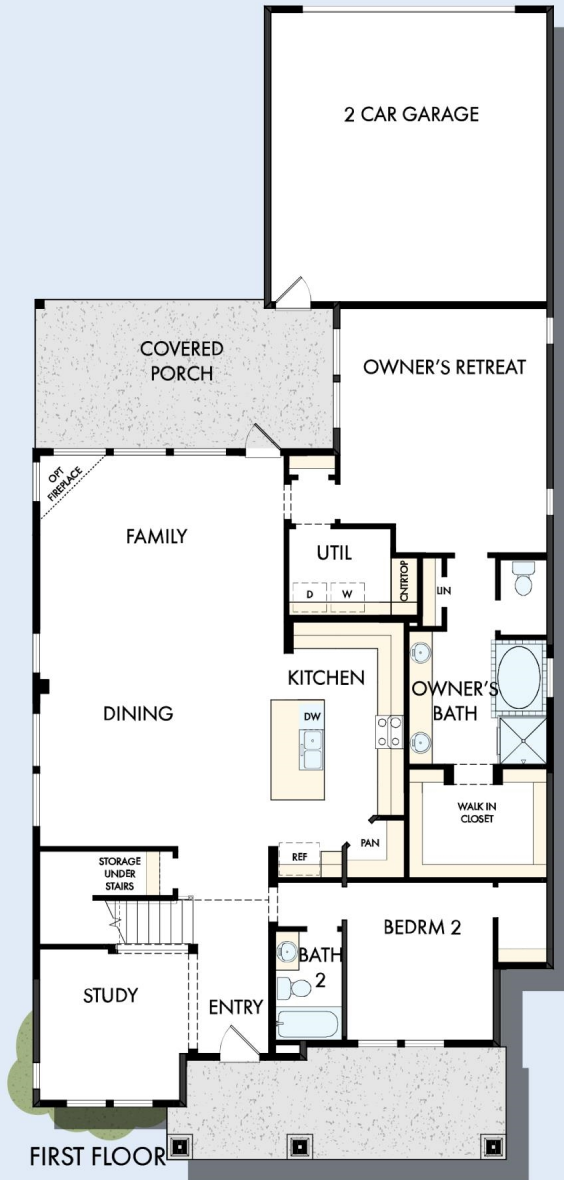 2 CAR GARAGE
COVERED
PORCH
OWNER'S RETREAT
OPT
FIREPLACE
FAMILY
UTIL
D
W
CNTRTOP
LIN
KITCHEN
OWNER'S
BATH
DINING
DW
WALK IN
CLOSET
PAN
REF
STORAGE
UNDER
STAIRS
BEDRM 2
BATH
2
STUDY
ENTRY
FIRST FLOOR